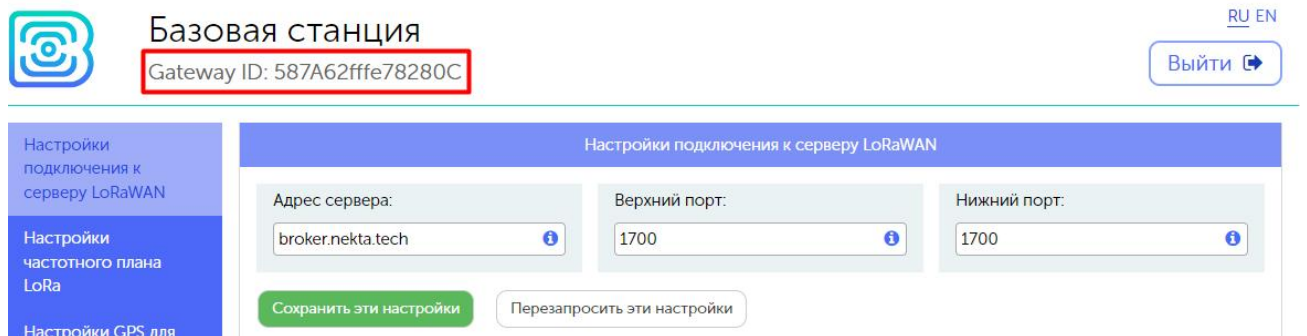 Базовая станция
Gateway ID: 587A62fffe78280C
RU EN
Выйти
Настройки
подключения к
серверу LoRaWAN
Настройки
частотного плана
LoRa
Настройки GPS для
Настройки подключения к серверу LoRaWAN
Адрес сервера:
broker.nekta.tech
Верхний порт:
1700
Нижний порт:
1700
Сохранить эти настройки
Перезапросить эти настройки